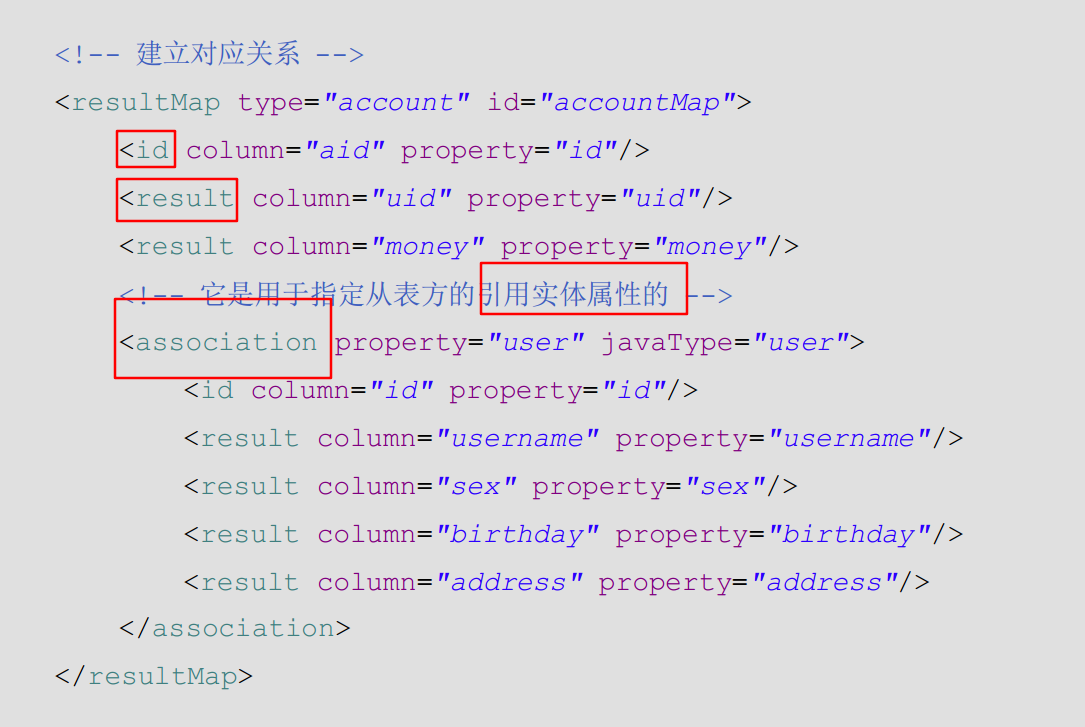 <!-- 建立对应关系 -->
<resultMap type="account" id="accountMap">
<id column="aid" property="id"/>
<result column="uid" property="uid"/>
<result column="money" property="money"/>
<!-- 它是用于指定从表方的引用实体属性的 -->
<association property="user" javaType="user">
<id column="id" property="id"/>
<result column="username" property="username"/>
<result column="sex" property="sex"/>
<result column="birthday" property="birthday"/>
<result column="address" property="address"/>
</association>
</resultMap>